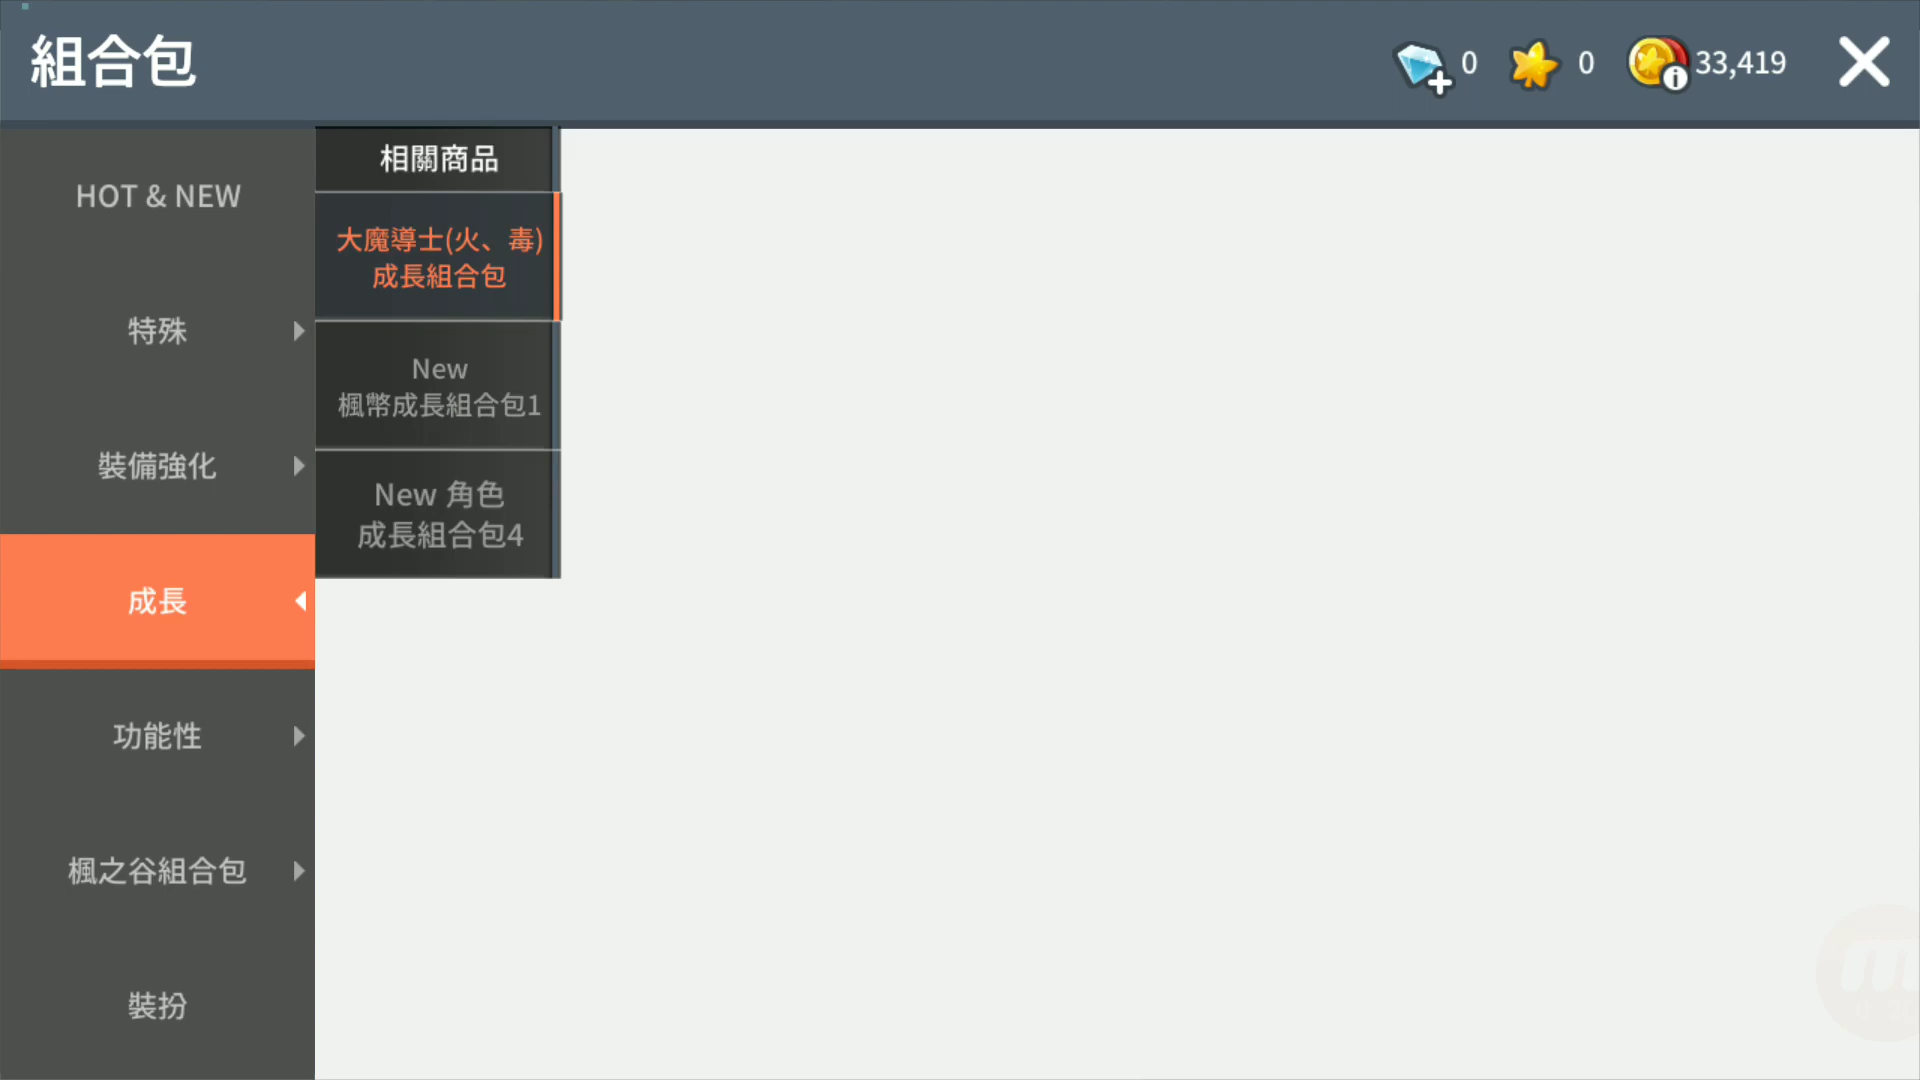 組合包
0
0
33,419
HOT & NEW
特殊
裝備強化
成長
功能性
楓之谷組合包
裝扮
相關商品
大魔導士(火、毒)
成長組合包
New
楓幣成長組合包1
New 角色
成長組合包4